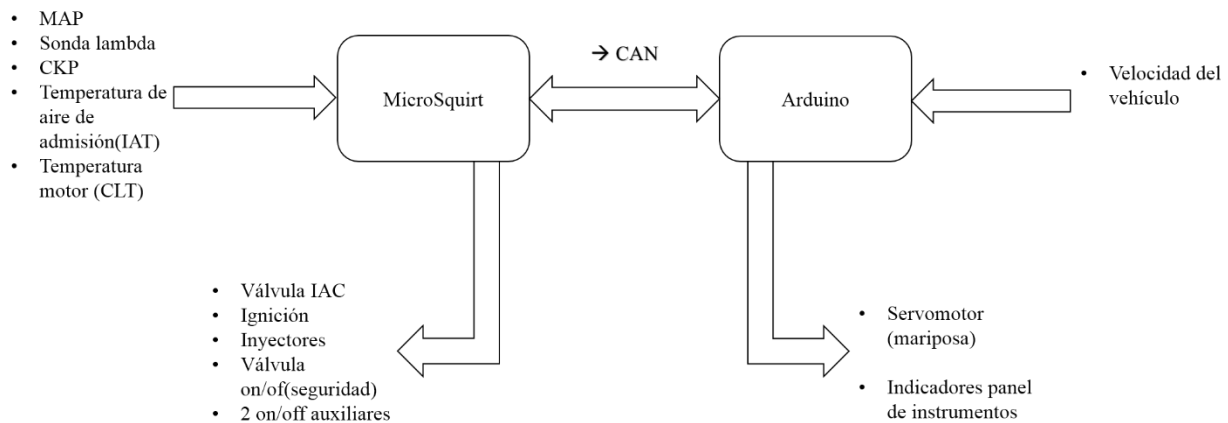 • MAP
• Sonda lambda
• CKP
• Temperatura de
aire de
admisión(IAT)
• Temperatura
motor (CLT)
MicroSquirt
→ CAN
Arduino
• Velocidad del
vehículo
• Válvula IAC
• Ignición
• Inyectores
• Válvula
on/of(seguridad)
• 2 on/off auxiliares
• Servomotor
(mariposa)
• Indicadores panel
de instrumentos